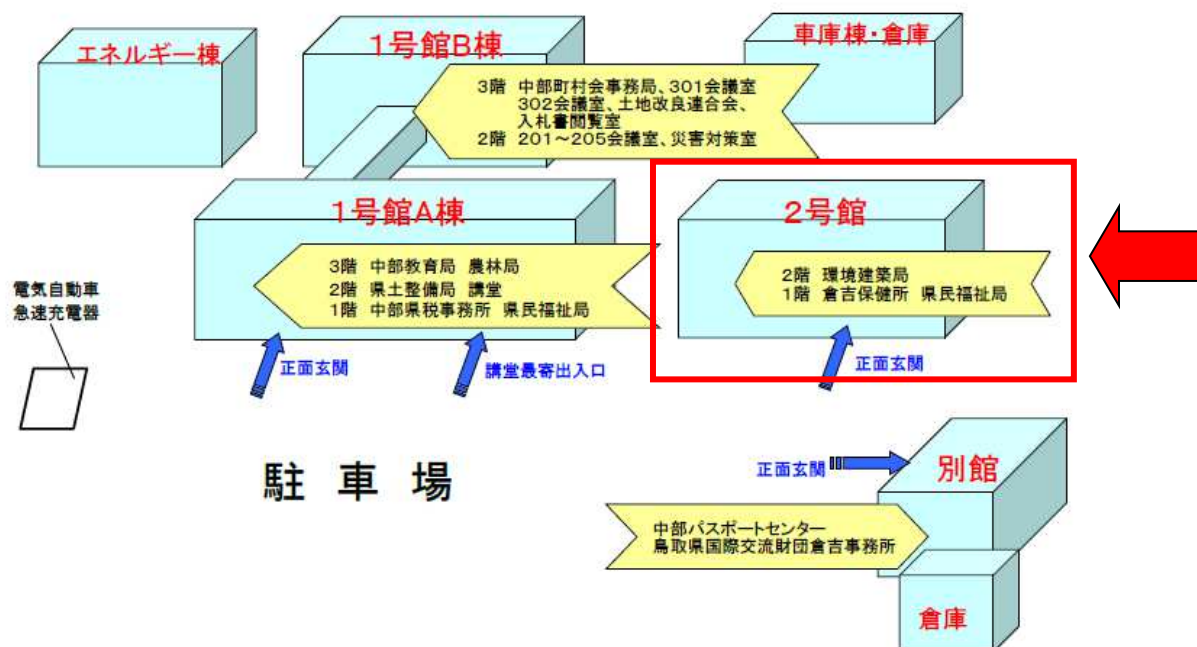 エネルギー棟
1号館B棟
車庫棟・倉庫
3階 中部町村会事務局、301会議室
302会議室、土地改良連合会、
入札書閲覧室
2階 201～205会議室、災害対策室
1号館A棟
2号館
3階 中部教育局 農林局
2階 県土整備局 講堂
1階 中部県税事務所 県民福祉局
2階 環境建築局
1階 倉吉保健所 県民福祉局
電気自動車
急速充電器
正面玄関
講堂最寄出入口
正面玄関
駐車場
正面玄関
別館
中部パスポートセンター
鳥取県国際交流財団倉吉事務所
倉庫